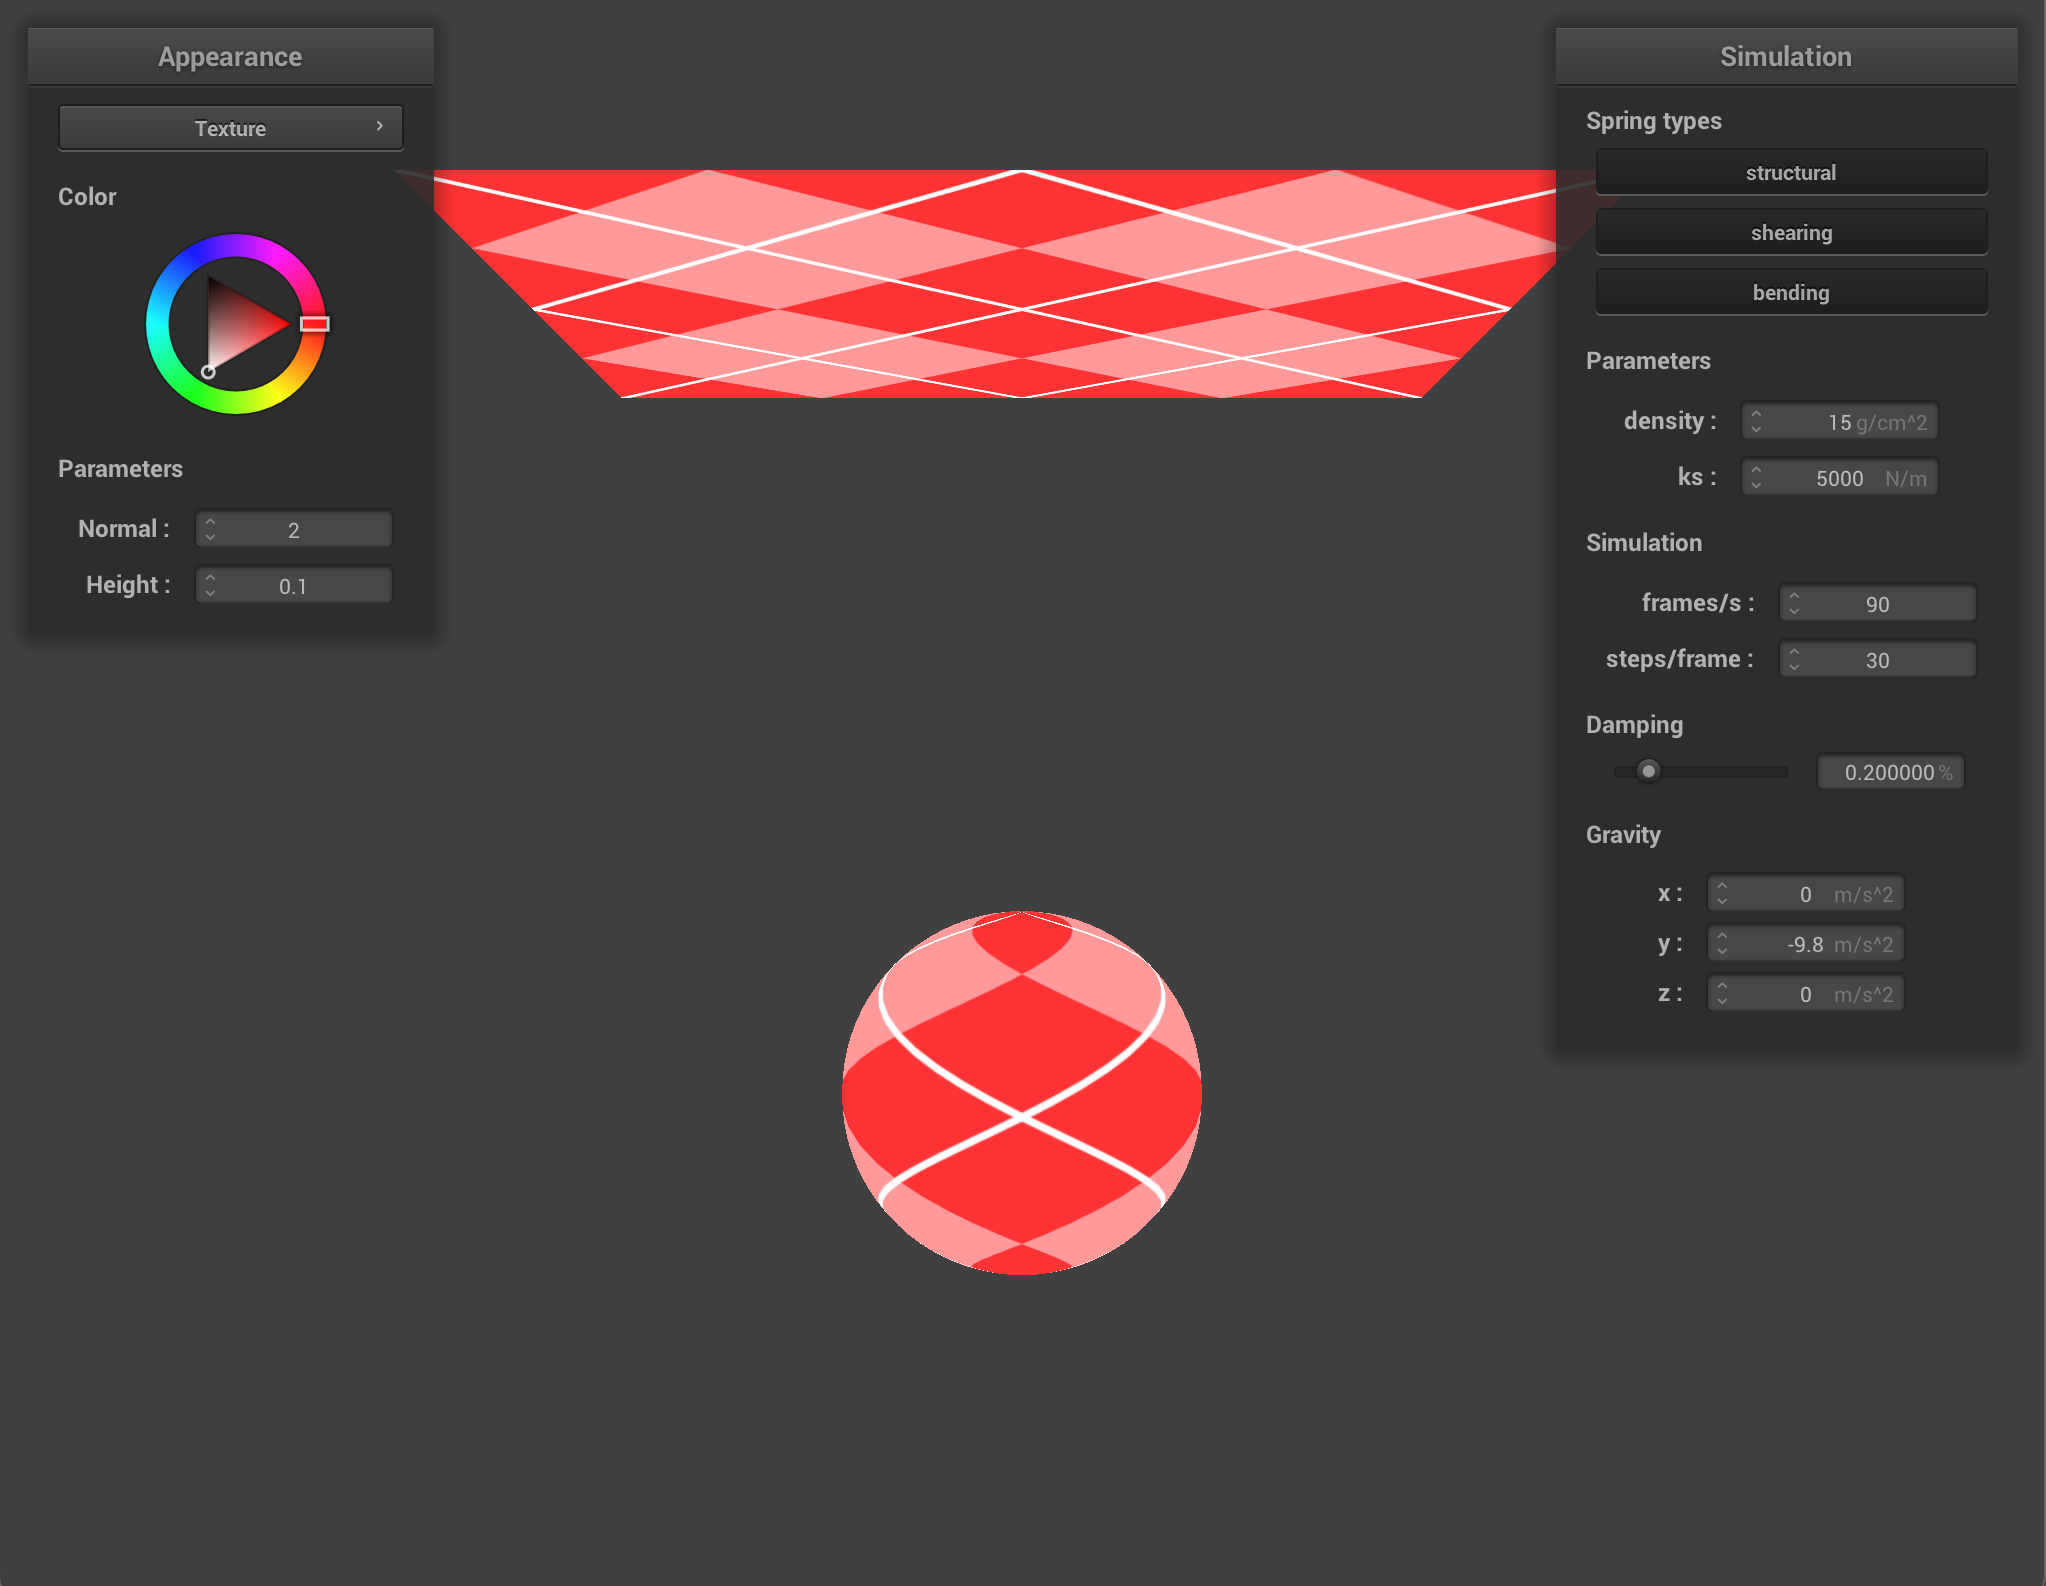 Appearance
Texture
Color
Parameters
Normal : 2
Height : 0.1
Simulation
Spring types
structural
shearing
bending
Parameters
density : 15 g/cm^2
ks : 5000 N/m
Simulation
frames/s : 90
steps/frame : 30
Damping
0.200000 %
Gravity
x : 0 m/s^2
y : -9.8 m/s^2
z : 0 m/s^2